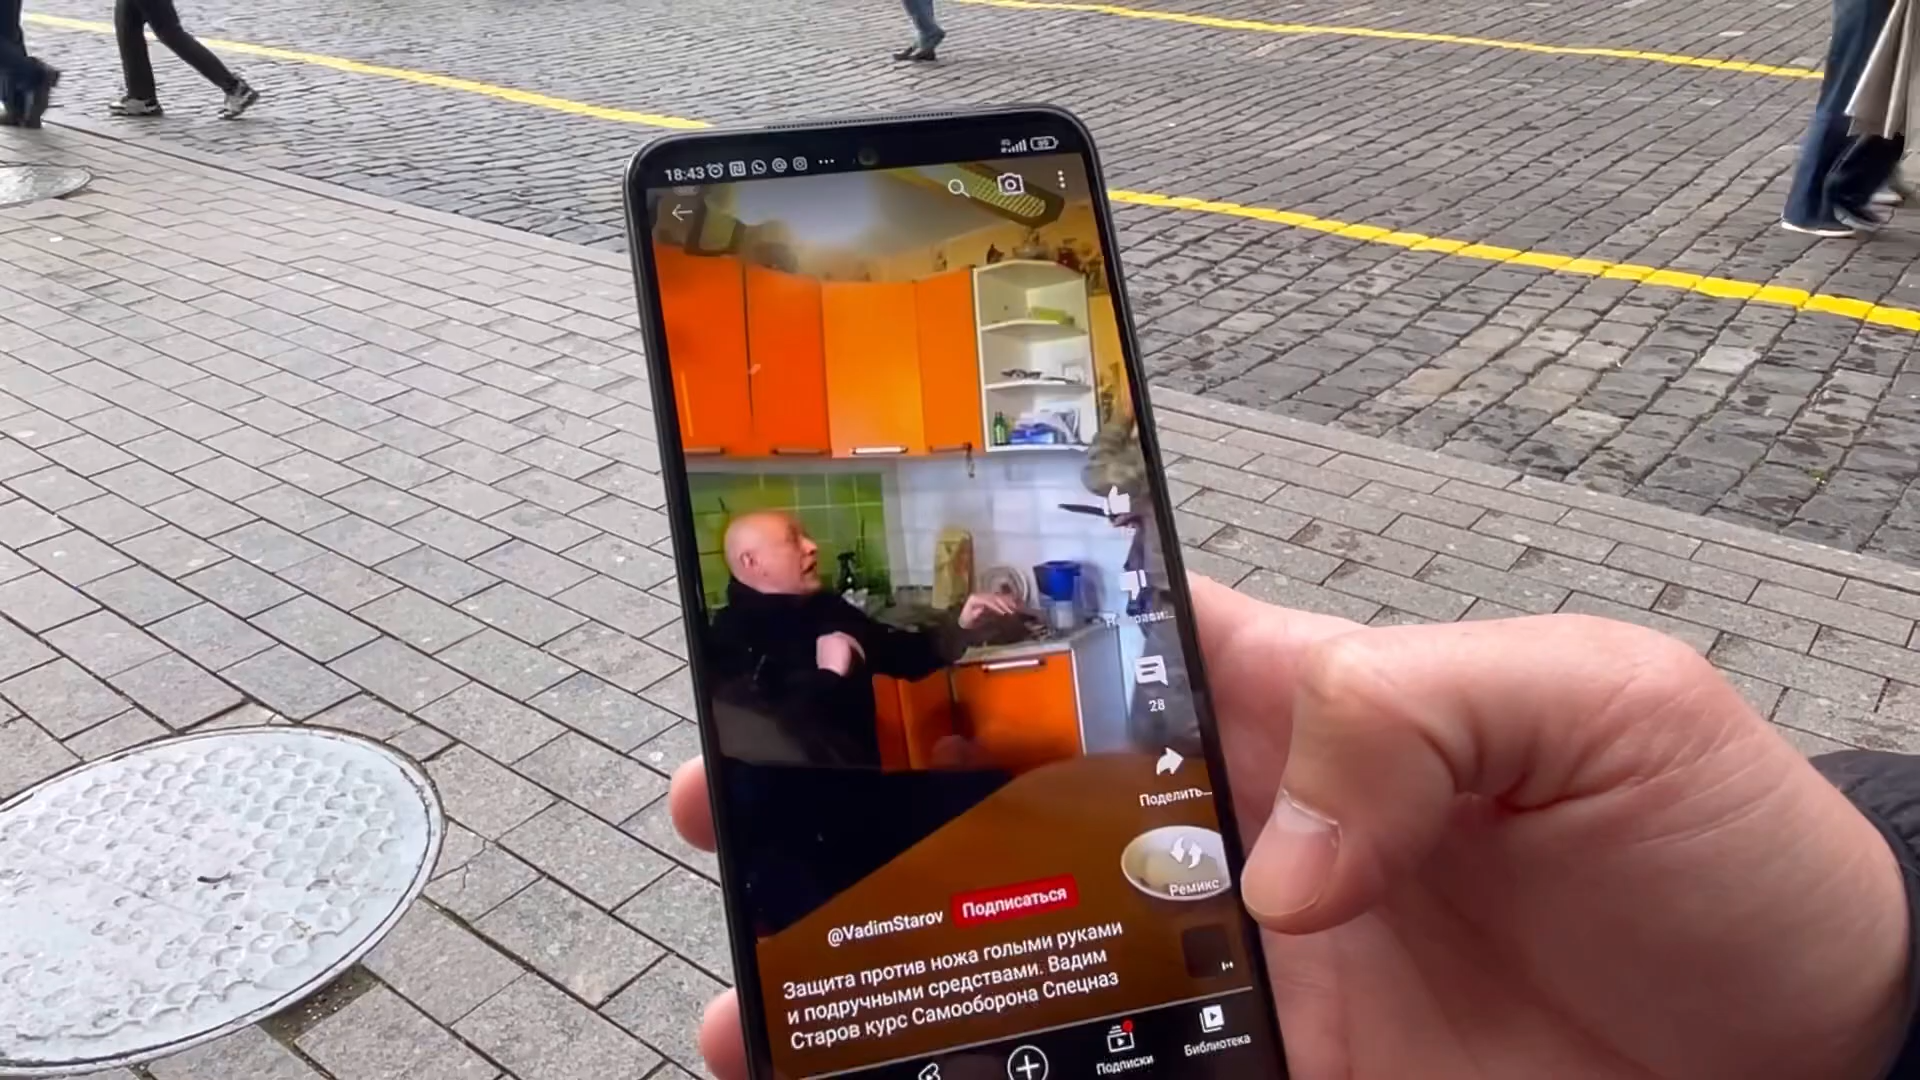 18:43
89
28
Поделить...
Ремикс
@VadimStarov
Подписаться
Защита против ножа голыми руками
и подручными средствами. Вадим
Старов курс Самооборона Спецназ
Подписки
Библиотека